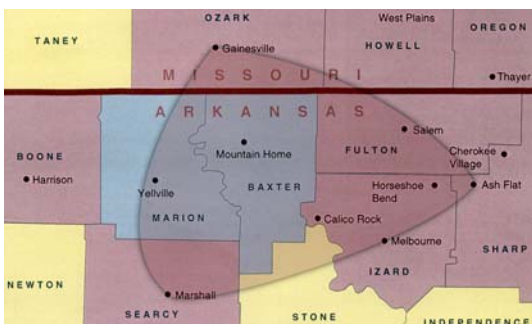 OZARK
West Plains
OREGON
TANEY
HOWELL
Gainesville
MISSOURI
Thayer
ARKANSAS
Salem
Mountain Home
FULTON
Cherokee
Village
BOONE
Harrison
Yellville
BAXTER
Horseshoe
Bend
Ash Flat
MARION
Calico Rock
Melbourne
SHARP
IZARD
NEWTON
Marshall
SEARCY
STONE
INDEPENDENCE